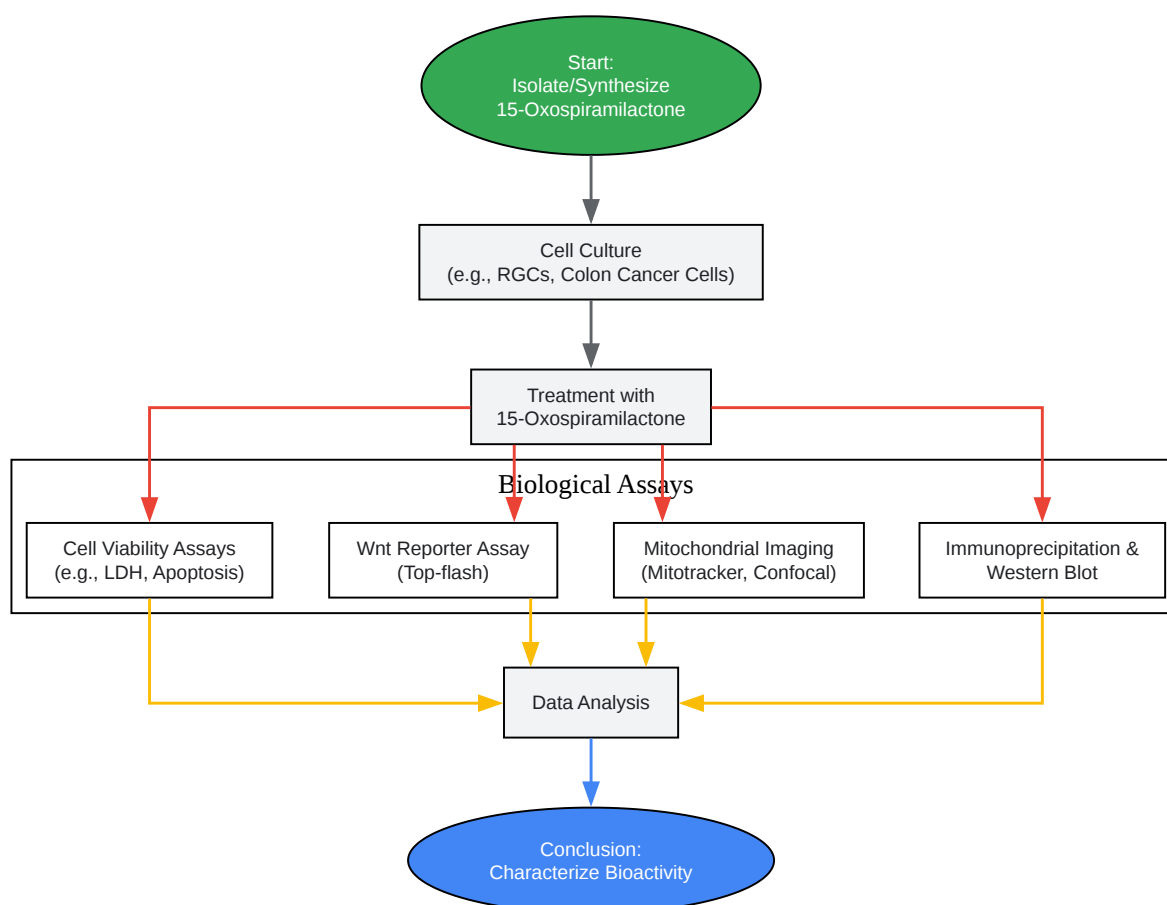 Start:
Isolate/Synthesize
15-Oxospiramilactone
Cell Culture
(e.g., RGCs, Colon Cancer Cells)
Treatment with
15-Oxospiramilactone
Biological Assays
Cell Viability Assays
(e.g., LDH, Apoptosis)
Wnt Reporter Assay
(Top-flash)
Mitochondrial Imaging
(Mitotracker, Confocal)
Immunoprecipitation &
Western Blot
Data Analysis
Conclusion:
Characterize Bioactivity